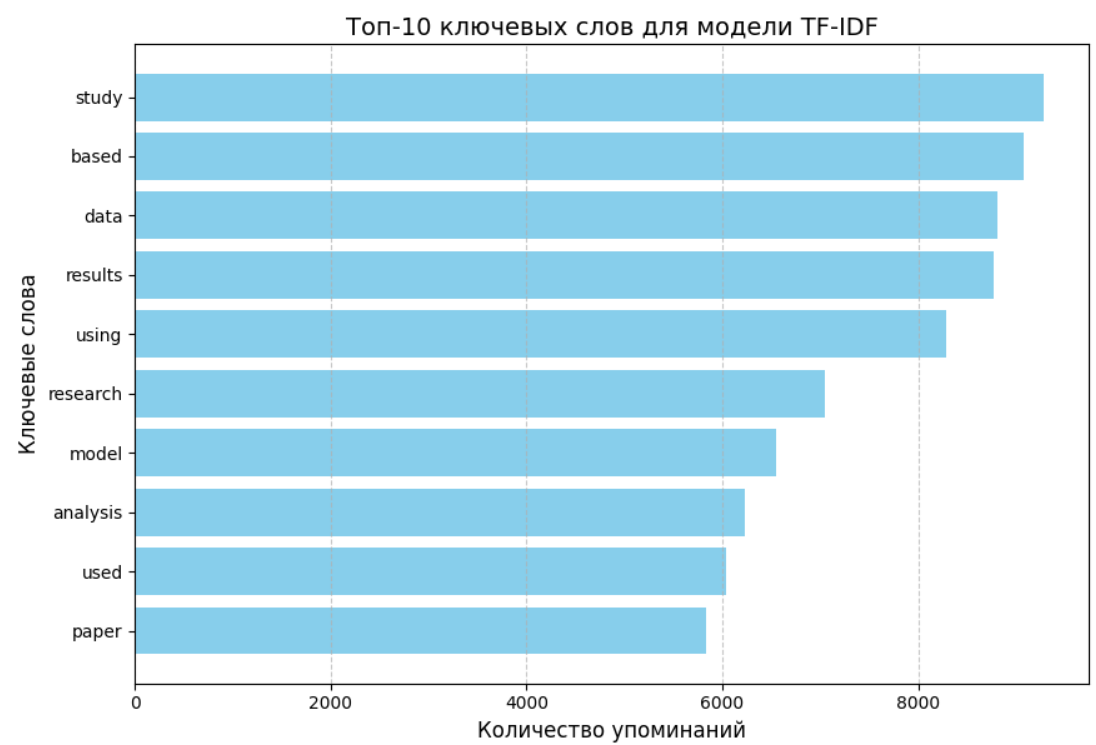 Топ-10 ключевых слов для модели TF-IDF
Ключевые слова
study
based
data
results
using
research
model
analysis
used
paper
0 2000 4000 6000 8000
Количество упоминаний